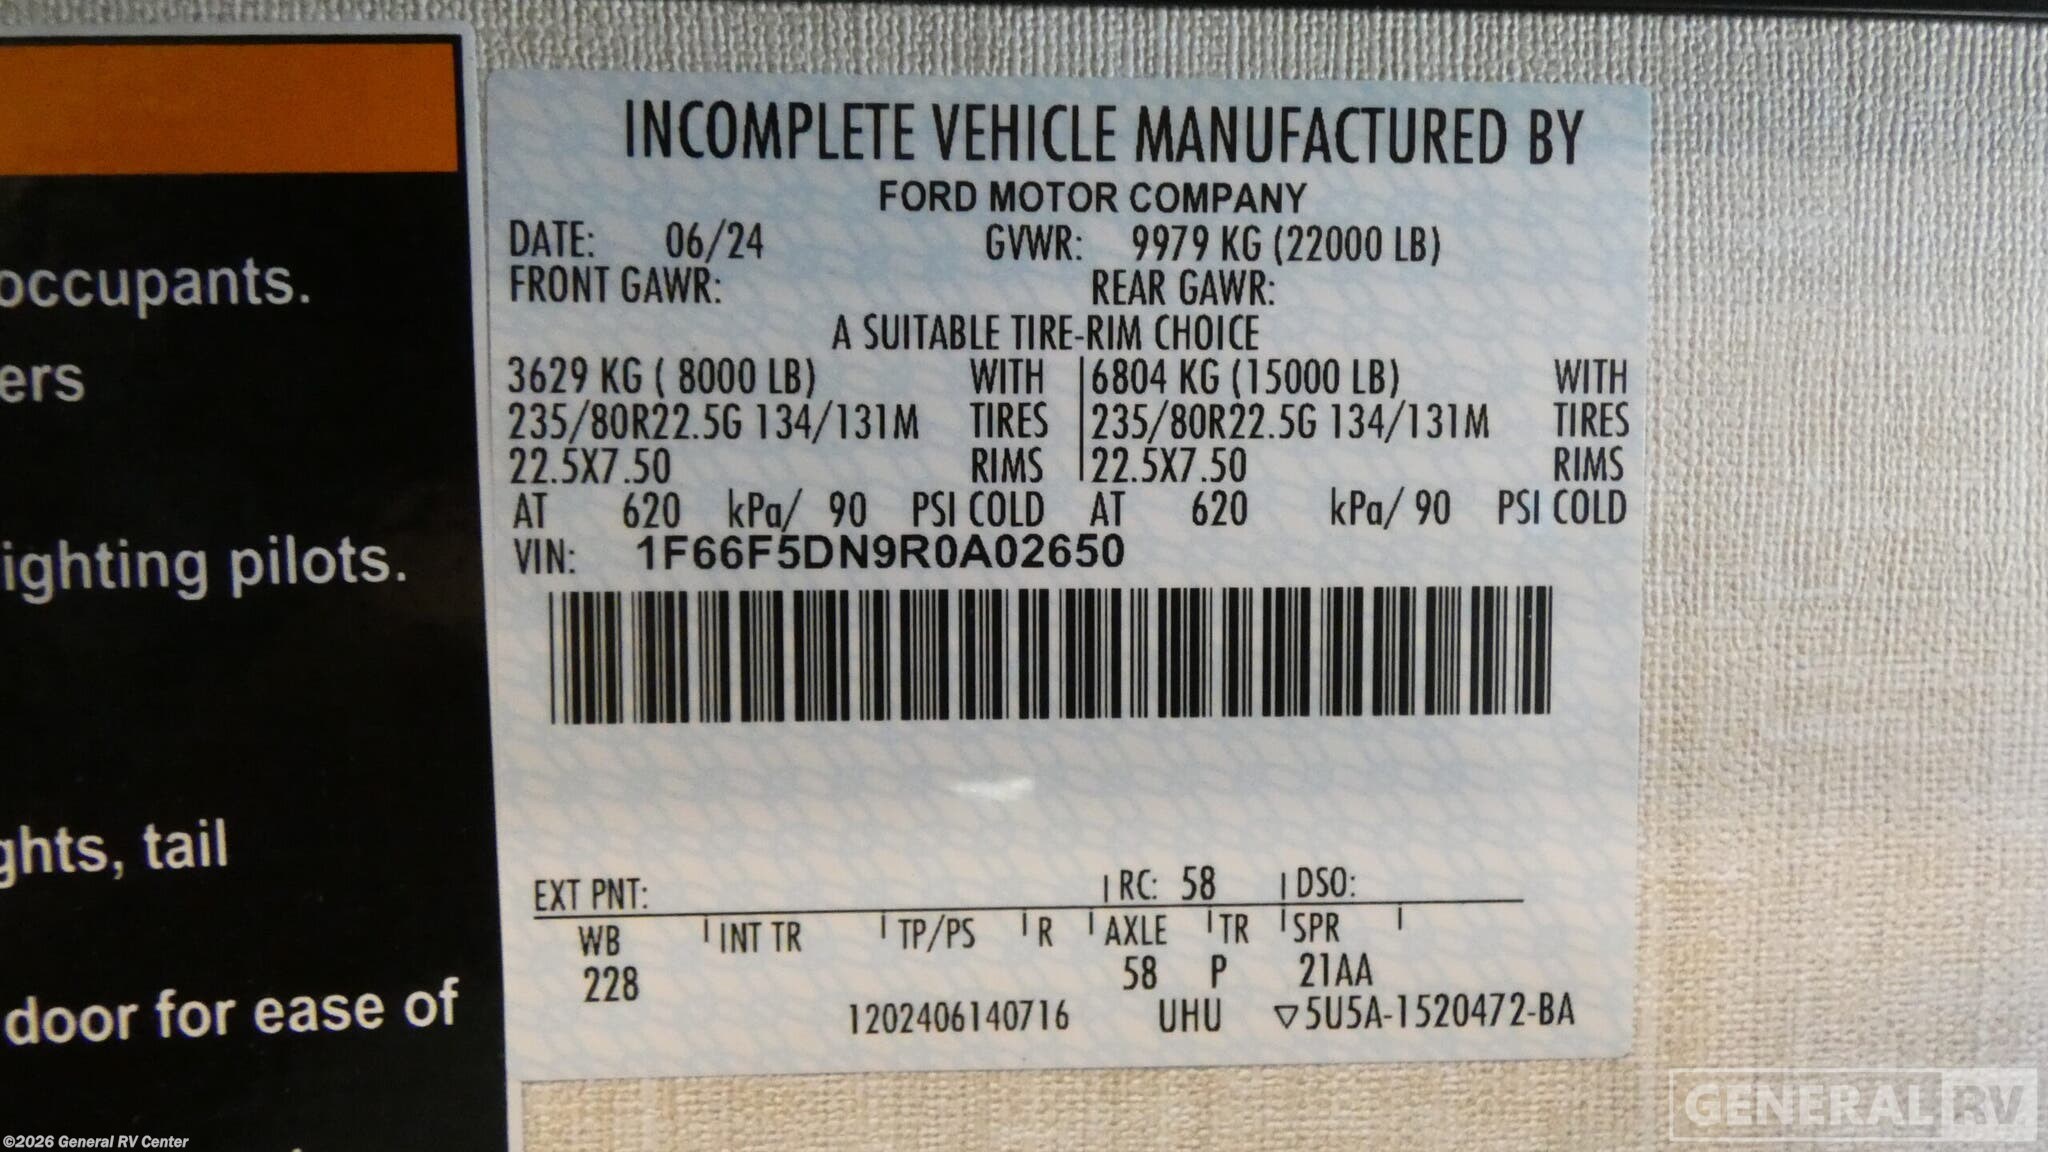 occupants.
ers
ighting pilots.
ghts, tail
door for ease of
INCOMPLETE VEHICLE MANUFACTURED BY
FORD MOTOR COMPANY
DATE: 06/24 GVWR: 9979 KG (22000 LB)
FRONT GAWR: REAR GAWR:
A SUITABLE TIRE-RIM CHOICE
3629 KG ( 8000 LB) WITH 6804 KG (15000 LB) WITH
235/80R22.5G 134/131M TIRES 235/80R22.5G 134/131M TIRES
22.5X7.50 RIMS 22.5X7.50 RIMS
AT 620 kPa/ 90 PSI COLD AT 620 kPa/ 90 PSI COLD
VIN: 1F66F5DN9R0A02650
EXT PNT: RC: 58 DSO:
WB INT TR TP/PS R AXLE TR SPR
228 58 P 21AA
1202406140716 UHU ▽5U5A-1520472-BA
GENERAL RV
©2026 General RV Center